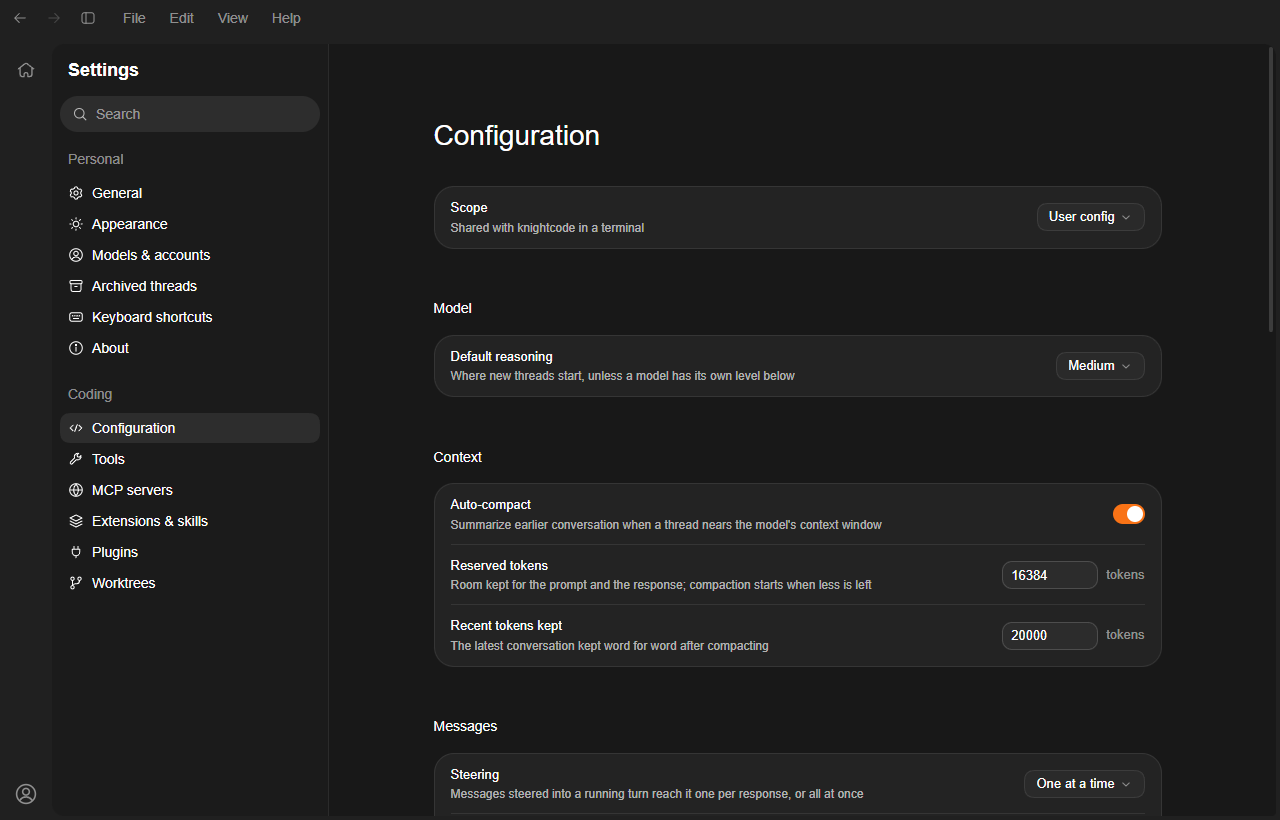 File Edit View Help
Settings
Search
Personal
General
Appearance
Models & accounts
Archived threads
Keyboard shortcuts
About
Coding
Configuration
Tools
MCP servers
Extensions & skills
Plugins
Worktrees
Configuration
Scope
Shared with knightcode in a terminal
User config
Model
Default reasoning
Where new threads start, unless a model has its own level below
Medium
Context
Auto-compact
Summarize earlier conversation when a thread nears the model's context window
Reserved tokens
Room kept for the prompt and the response; compaction starts when less is left
16384 tokens
Recent tokens kept
The latest conversation kept word for word after compacting
20000 tokens
Messages
Steering
Messages steered into a running turn reach it one per response, or all at once
One at a time